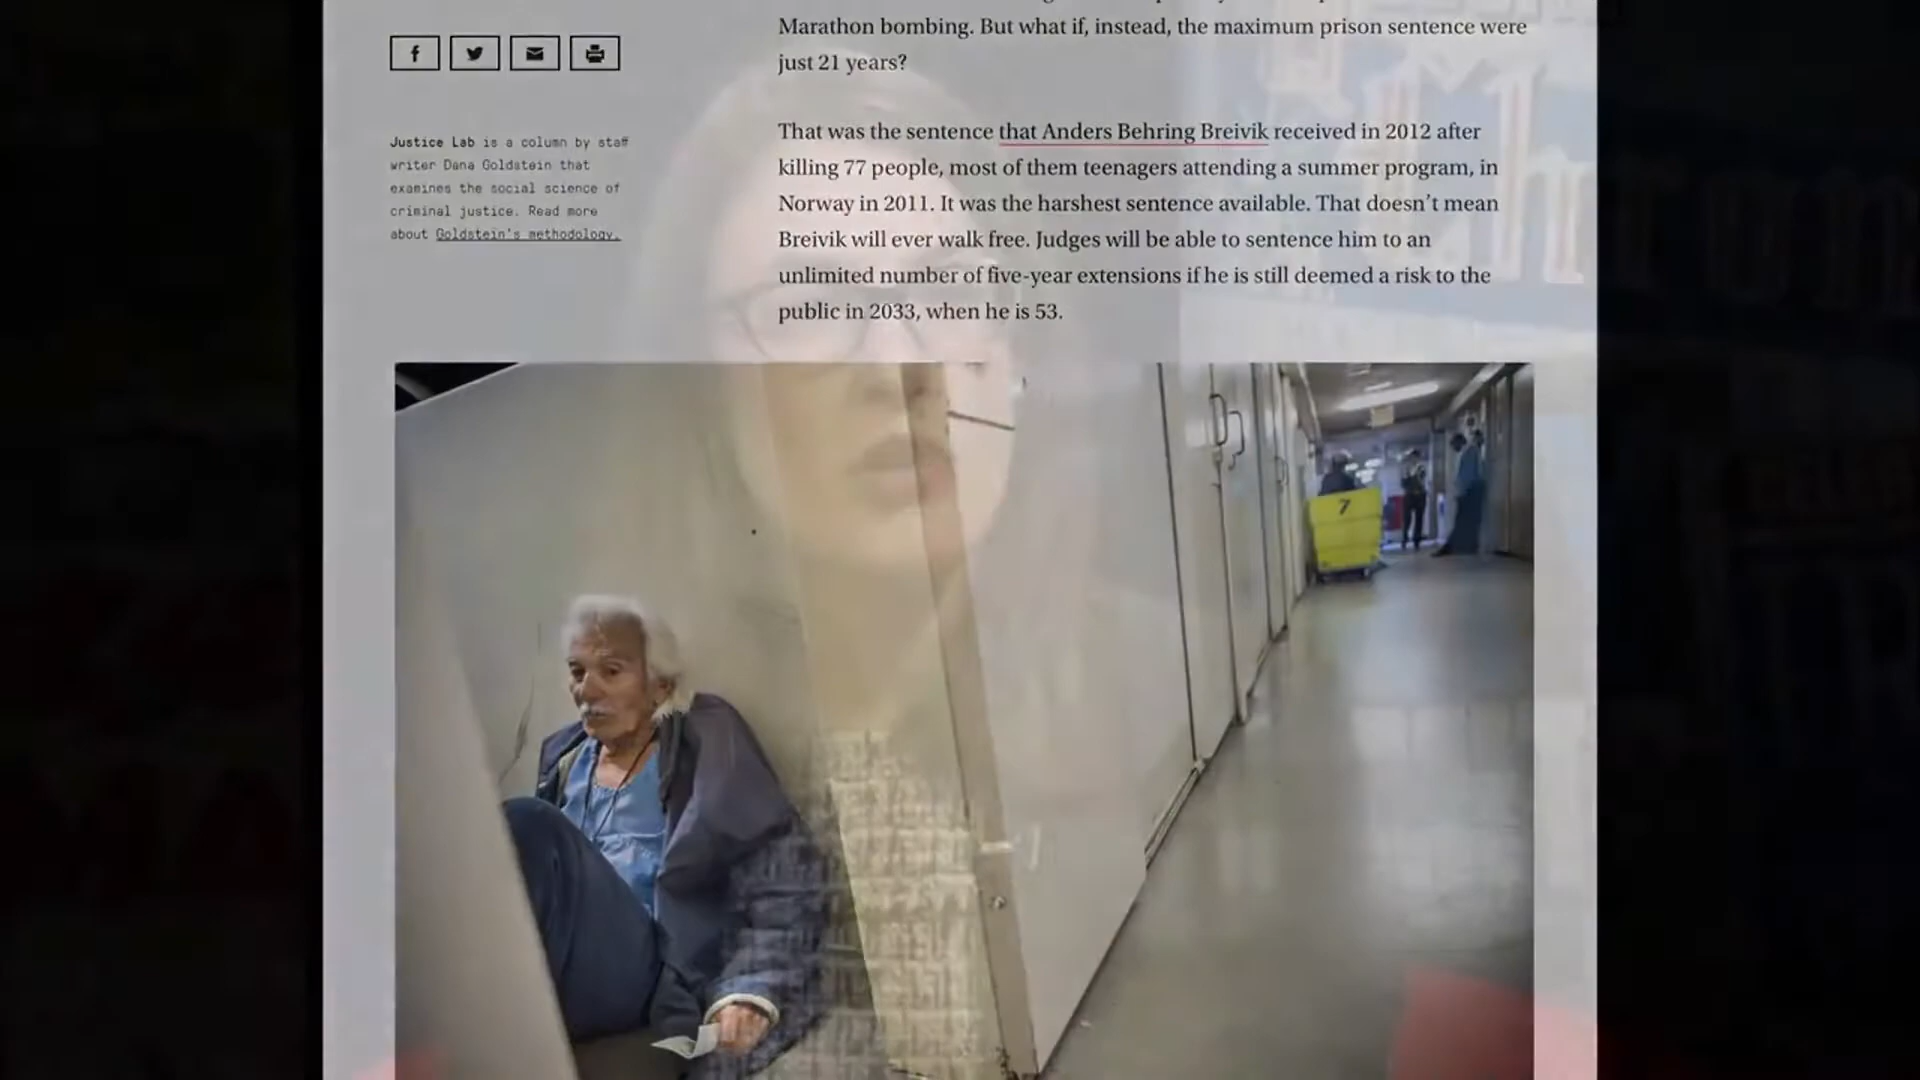 Marathon bombing. But what if, instead, the maximum prison sentence were
just 21 years?
Justice Lab is a column by staff
writer Dana Goldstein that
examines the social science of
criminal justice. Read more
about Goldstein's methodology.
That was the sentence that Anders Behring Breivik received in 2012 after
killing 77 people, most of them teenagers attending a summer program, in
Norway in 2011. It was the harshest sentence available. That doesn’t mean
Breivik will ever walk free. Judges will be able to sentence him to an
unlimited number of five-year extensions if he is still deemed a risk to the
public in 2033, when he is 53.
7